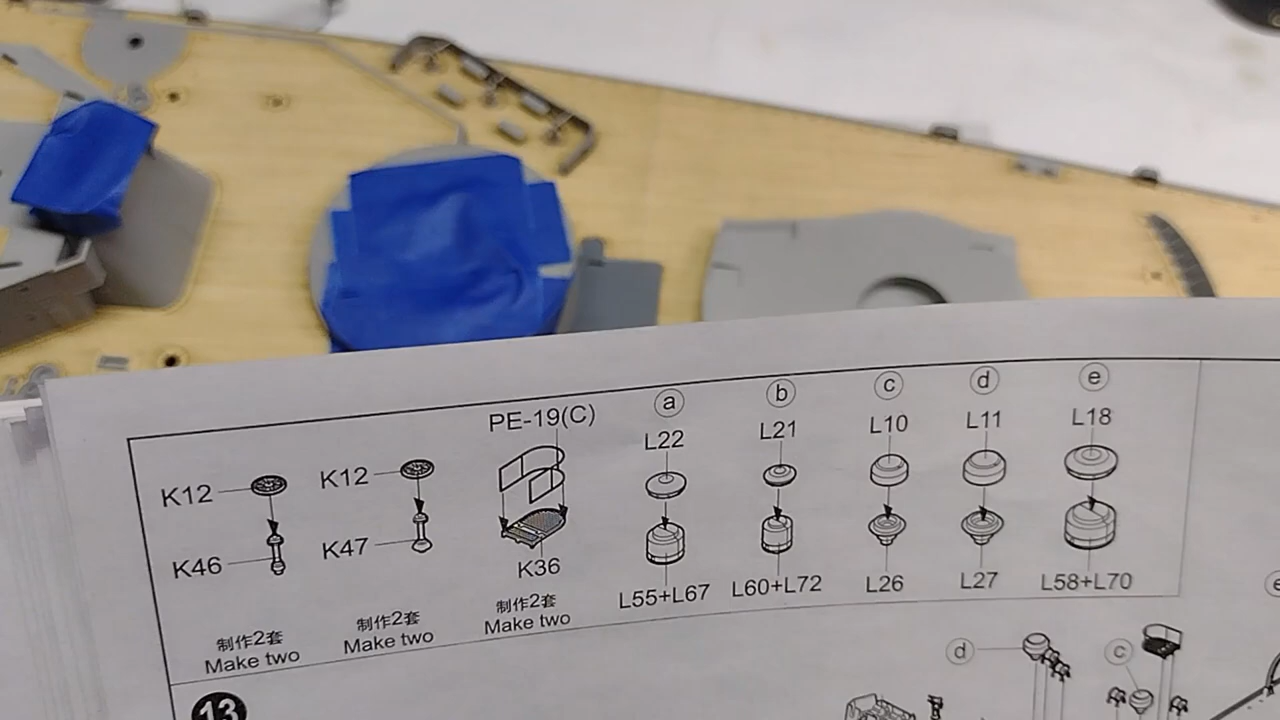 K12
K46
制作2套
Make two
K12
K47
制作2套
Make two
PE-19(C)
K36
制作2套
Make two
a
L22
L55+L67
b
L21
L60+L72
c
L10
L26
d
L11
L27
e
L18
L58+L70
13
d
c
e